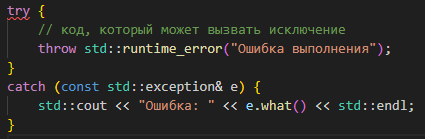 try {
    // код, который может вызвать исключение
    throw std::runtime_error("Ошибка выполнения");
}
catch (const std::exception& e) {
    std::cout << "Ошибка: " << e.what() << std::endl;
}